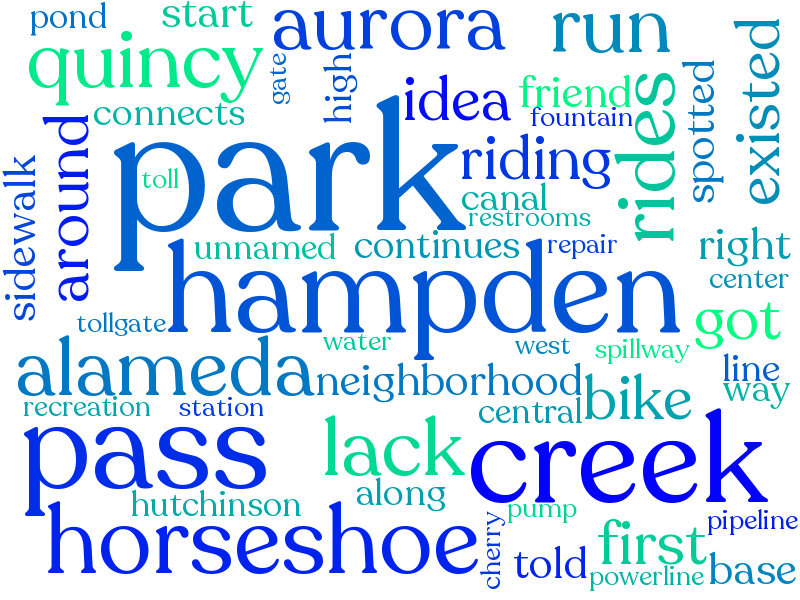 pond
start
aurora
run
existed
quincy
gate
high
idea
friend
rides
spotted
connects
fountain
park
around
sidewalk
toll
riding
canal
restrooms
unnamed
continues
repair
right
hampden
center
tollgate
water
west
spillway
got
line
way
alameda
neighborhood
bike
recreation
station
central
pass
lack
creek
hutchinson
along
pump
cherry
pipeline
horseshoe
told
first
powerline
base